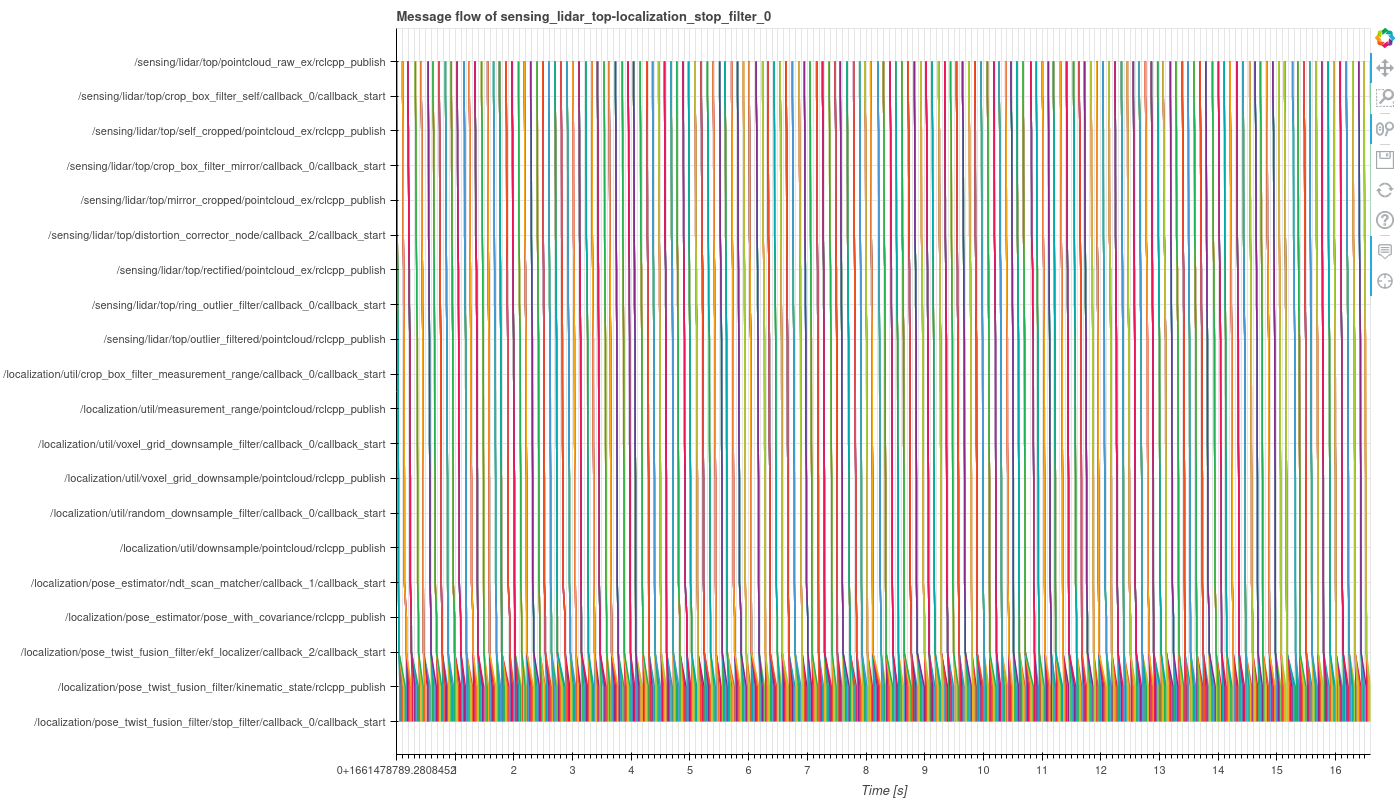 Message flow of sensing_lidar_top-localization_stop_filter_0
/sensing/lidar/top/pointcloud_raw_ex/rclcpp_publish
/sensing/lidar/top/crop_box_filter_self/callback_0/callback_start
/sensing/lidar/top/self_cropped/pointcloud_ex/rclcpp_publish
/sensing/lidar/top/crop_box_filter_mirror/callback_0/callback_start
/sensing/lidar/top/mirror_cropped/pointcloud_ex/rclcpp_publish
/sensing/lidar/top/distortion_corrector_node/callback_2/callback_start
/sensing/lidar/top/rectified/pointcloud_ex/rclcpp_publish
/sensing/lidar/top/ring_outlier_filter/callback_0/callback_start
/sensing/lidar/top/outlier_filtered/pointcloud/rclcpp_publish
/localization/util/crop_box_filter_measurement_range/callback_0/callback_start
/localization/util/measurement_range/pointcloud/rclcpp_publish
/localization/util/voxel_grid_downsample_filter/callback_0/callback_start
/localization/util/voxel_grid_downsample/pointcloud/rclcpp_publish
/localization/util/random_downsample_filter/callback_0/callback_start
/localization/util/downsample/pointcloud/rclcpp_publish
/localization/pose_estimator/ndt_scan_matcher/callback_1/callback_start
/localization/pose_estimator/pose_with_covariance/rclcpp_publish
/localization/pose_twist_fusion_filter/ekf_localizer/callback_2/callback_start
/localization/pose_twist_fusion_filter/kinematic_state/rclcpp_publish
/localization/pose_twist_fusion_filter/stop_filter/callback_0/callback_start
0+1661478789.2808452 1 2 3 4 5 6 7 8 9 10 11 12 13 14 15 16
Time [s]